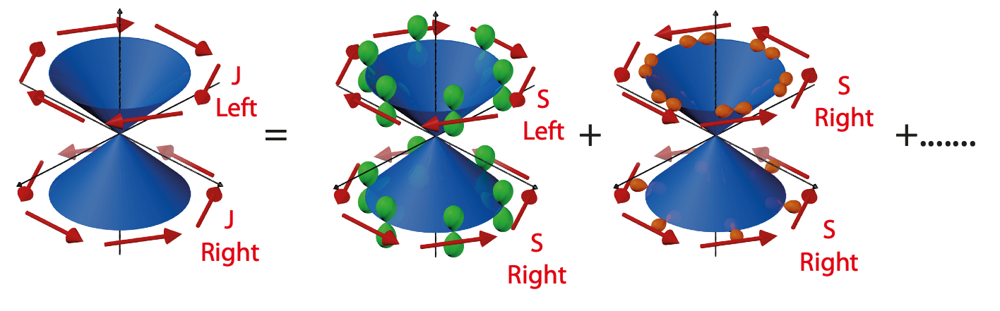 J
Left
J
Right
=
S
Left
S
Right
+
S
Right
S
Right
+.......